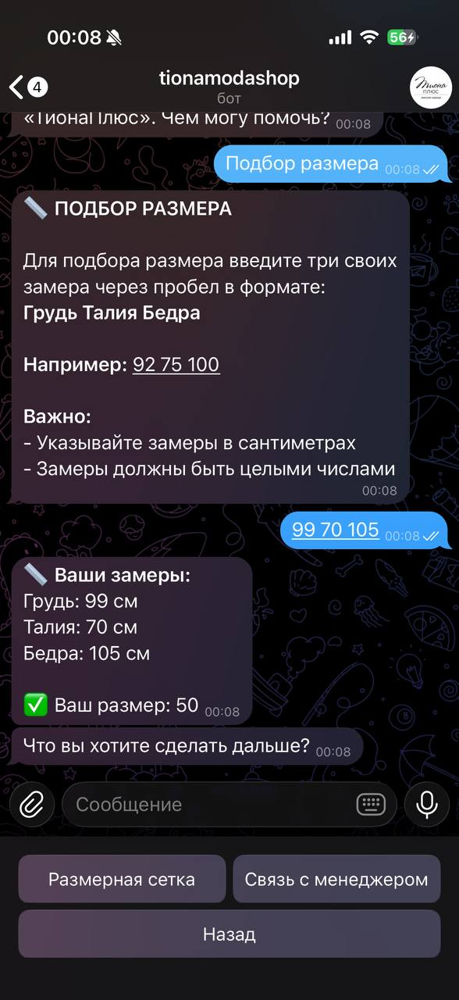 00:08
56
4
tionamodashop
бот
Тиона
ПЛЮС
«ТионаПлюс». Чем могу помочь? 00:08
Подбор размера 00:08
ПОДБОР РАЗМЕРА
Для подбора размера введите три своих
замера через пробел в формате:
Грудь Талия Бедра
Например: 92 75 100
Важно:
- Указывайте замеры в сантиметрах
- Замеры должны быть целыми числами
00:08
99 70 105 00:08
Ваши замеры:
Грудь: 99 см
Талия: 70 см
Бедра: 105 см
Ваш размер: 50 00:08
Что вы хотите сделать дальше? 00:08
Сообщение
Размерная сетка
Связь с менеджером
Назад